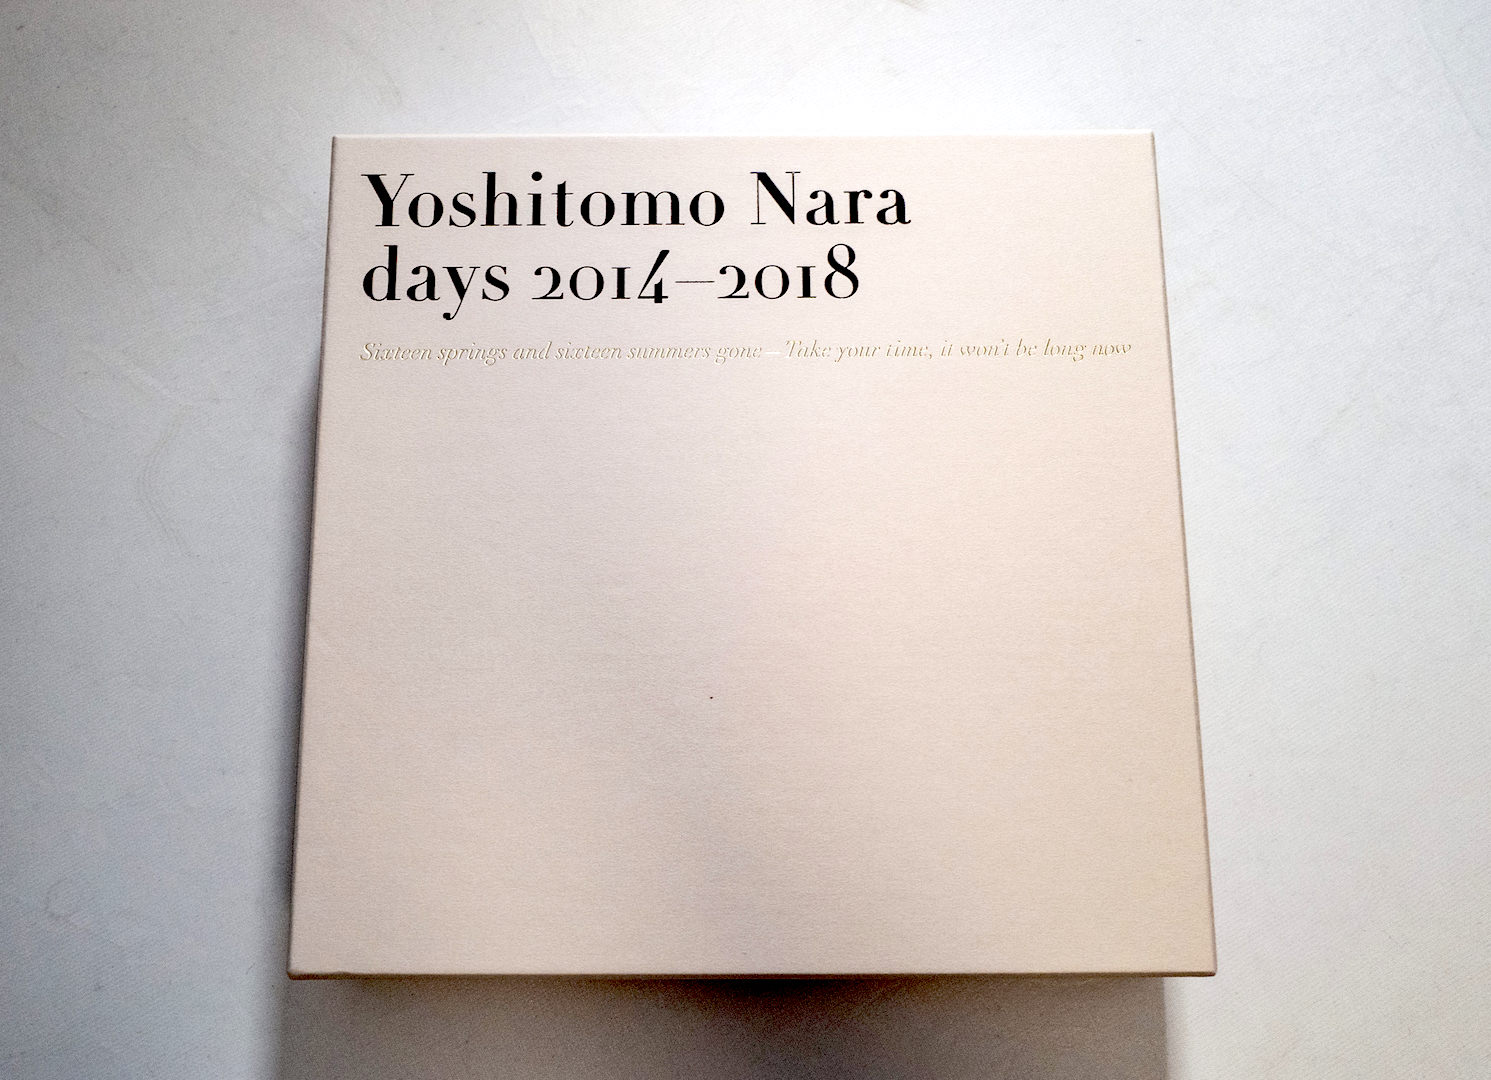 Yoshitomo Nara
days 2014–2018
Sixteen springs and sixteen summers gone – Take your time, it won't be long now